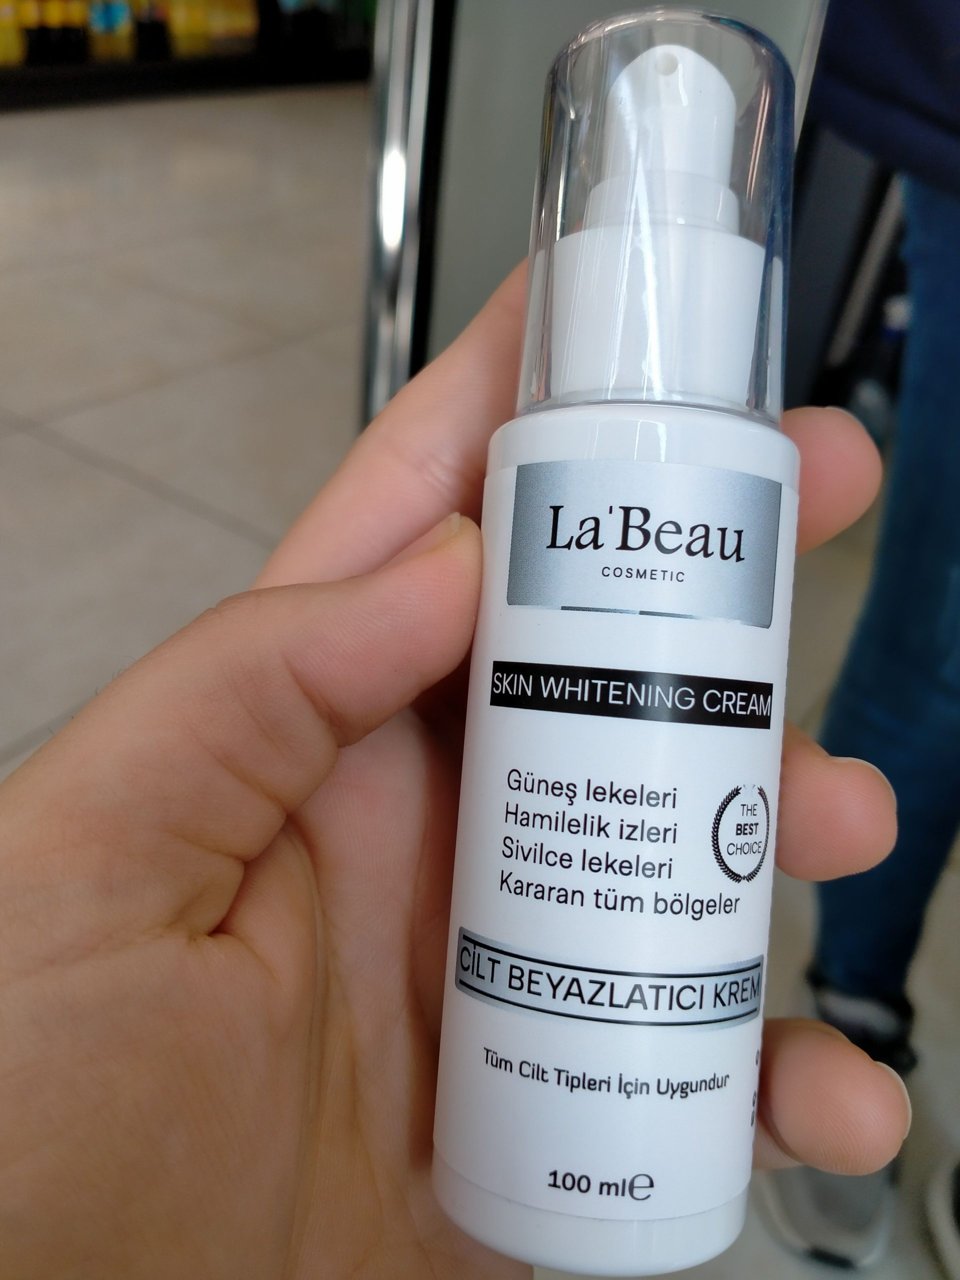 La'Beau
COSMETIC
SKIN WHITENING CREAM
Güneş lekeleri
Hamilelik izleri
Sivilce lekeleri
Kararan tüm bölgeler
THE
BEST
CHOICE
CİLT BEYAZLATICI KREM
Tüm Cilt Tipleri İçin Uygundur
100 ml℮